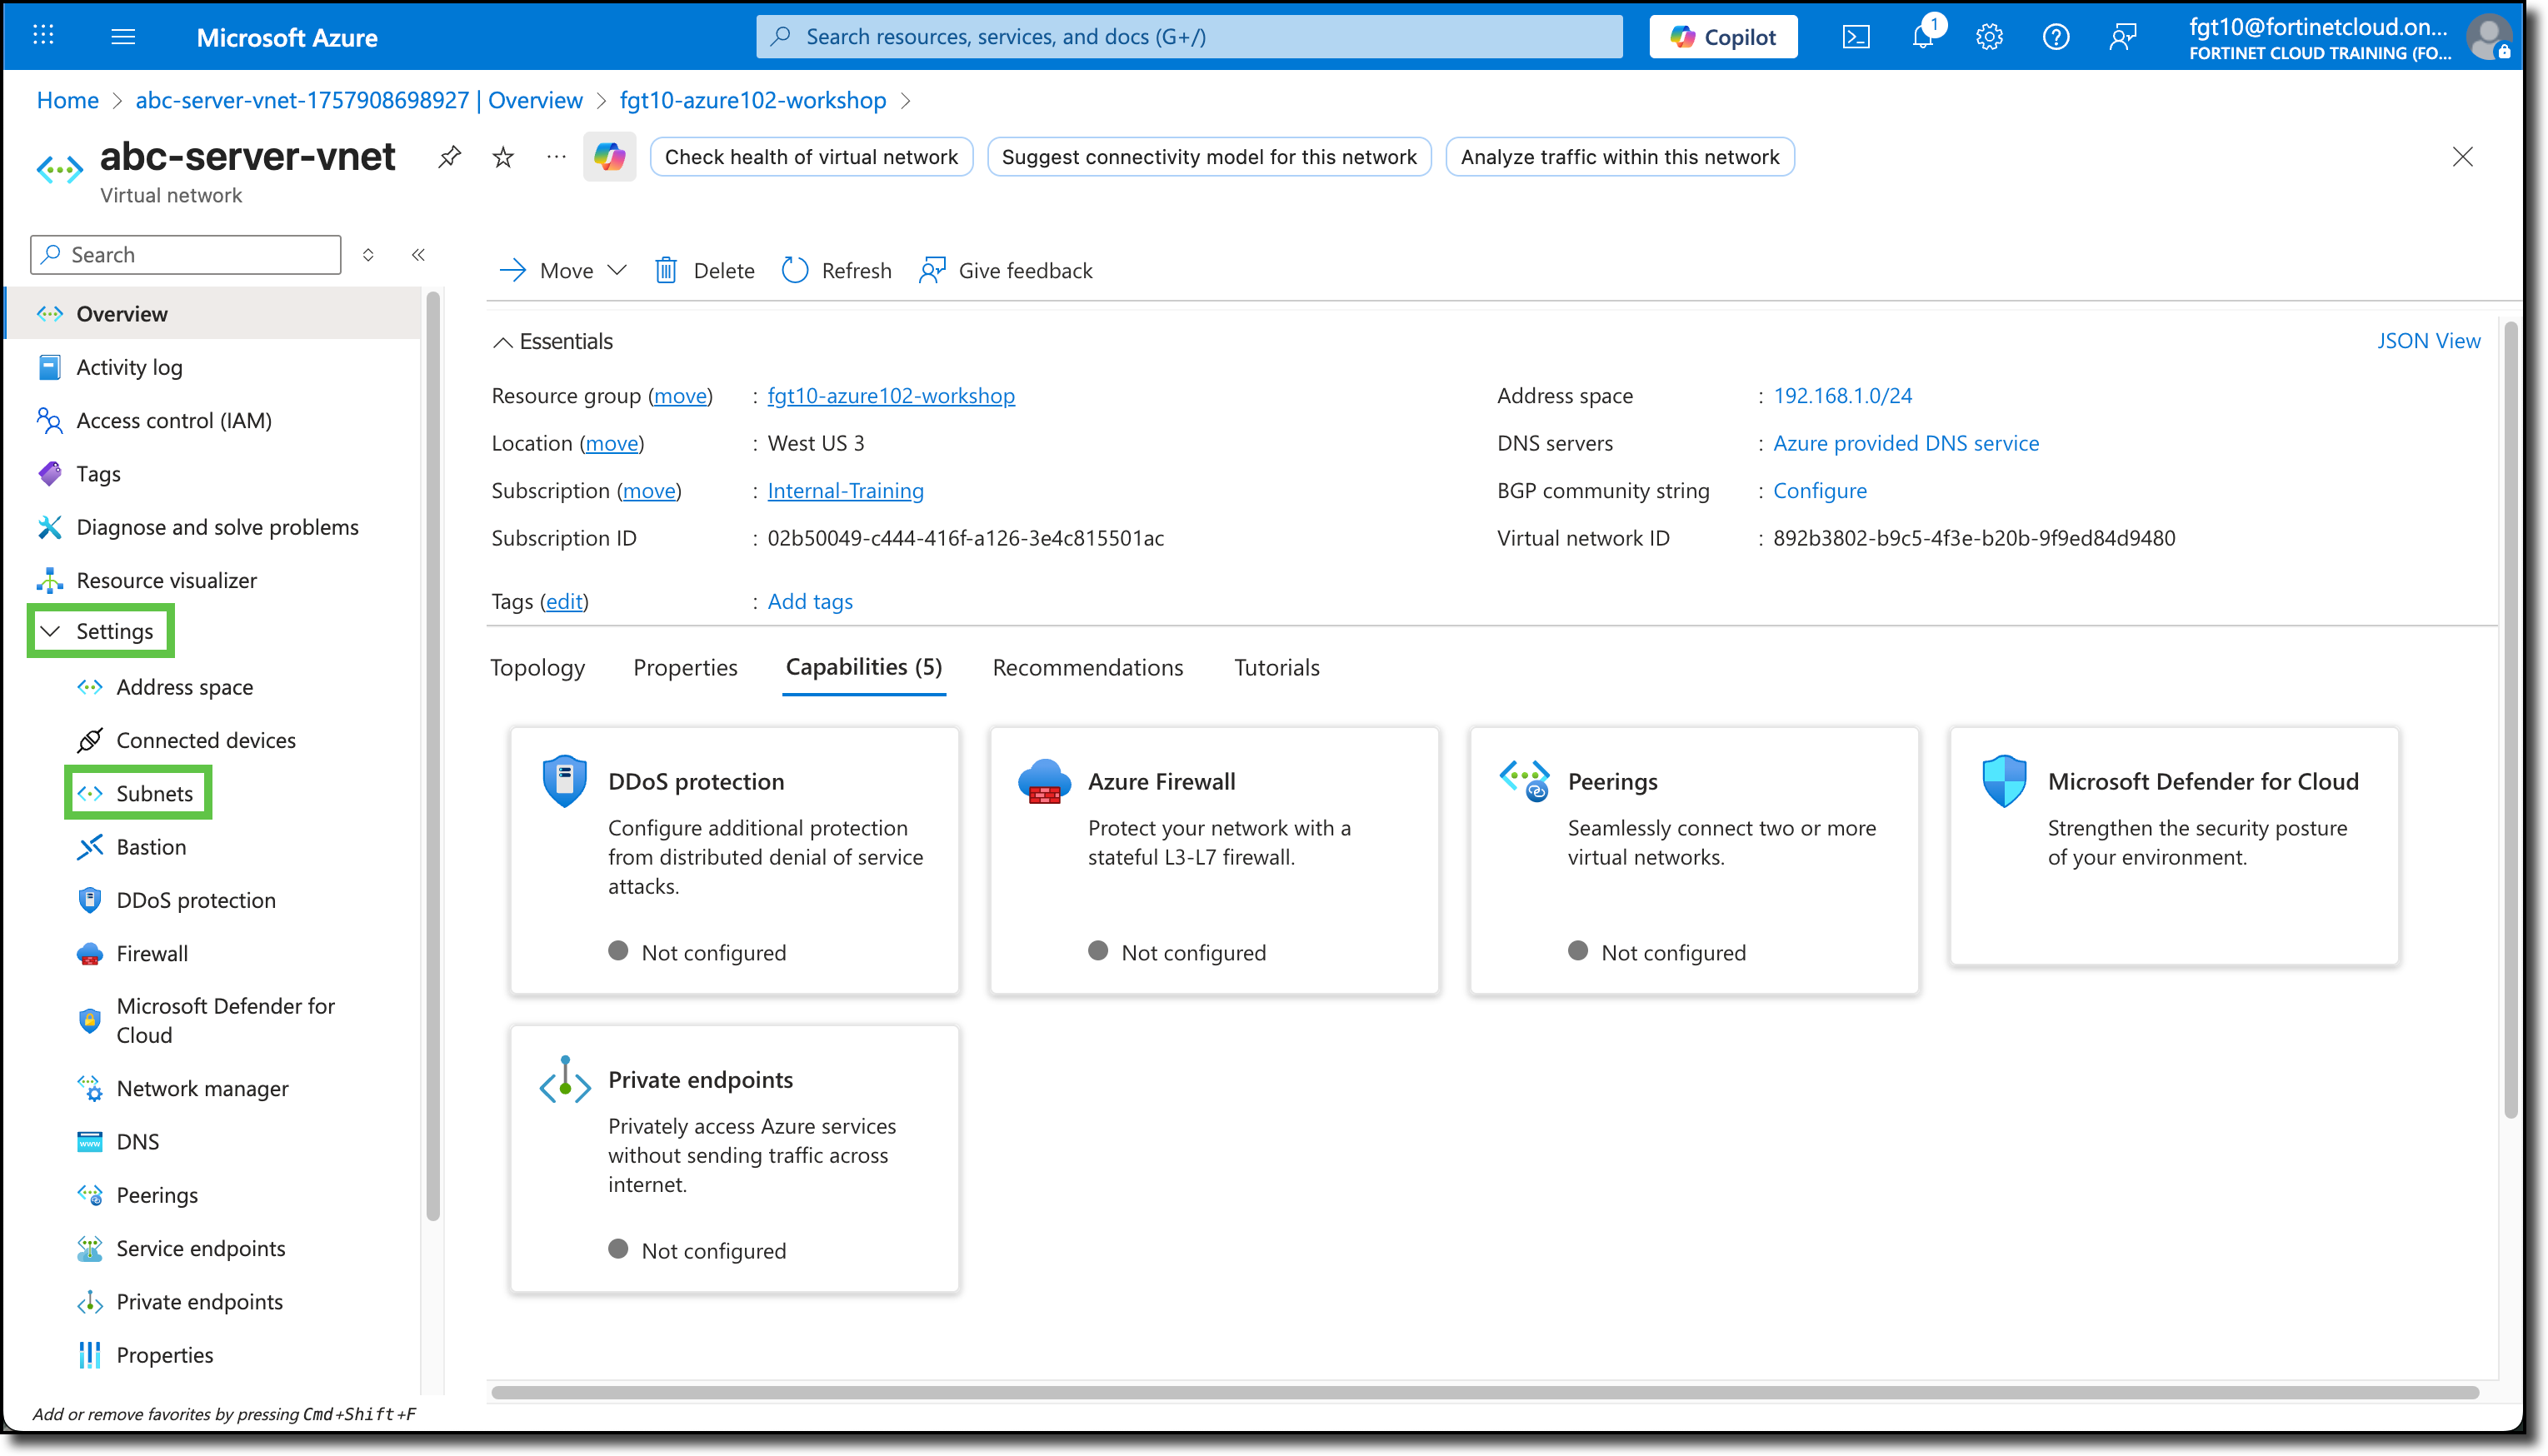 Microsoft Azure
Search resources, services, and docs (G+/)
Copilot
1
fgt10@fortinetcloud.on...
FORTINET CLOUD TRAINING (FO...
Home > abc-server-vnet-1757908698927 | Overview > fgt10-azure102-workshop >
abc-server-vnet
Virtual network
Check health of virtual network
Suggest connectivity model for this network
Analyze traffic within this network
Search
Move
Delete
Refresh
Give feedback
Overview
Activity log
Access control (IAM)
Tags
Diagnose and solve problems
Resource visualizer
Settings
Address space
Connected devices
Subnets
Bastion
DDoS protection
Firewall
Microsoft Defender for
Cloud
Network manager
DNS
Peerings
Service endpoints
Private endpoints
Properties
Add or remove favorites by pressing Cmd+Shift+F
Essentials
JSON View
Resource group (move) : fgt10-azure102-workshop
Location (move) : West US 3
Subscription (move) : Internal-Training
Subscription ID : 02b50049-c444-416f-a126-3e4c815501ac
Address space : 192.168.1.0/24
DNS servers : Azure provided DNS service
BGP community string : Configure
Virtual network ID : 892b3802-b9c5-4f3e-b20b-9f9ed84d9480
Tags (edit) : Add tags
Topology
Properties
Capabilities (5)
Recommendations
Tutorials
DDoS protection
Configure additional protection
from distributed denial of service
attacks.
Not configured
Azure Firewall
Protect your network with a
stateful L3-L7 firewall.
Not configured
Peerings
Seamlessly connect two or more
virtual networks.
Not configured
Microsoft Defender for Cloud
Strengthen the security posture
of your environment.
Private endpoints
Privately access Azure services
without sending traffic across
internet.
Not configured